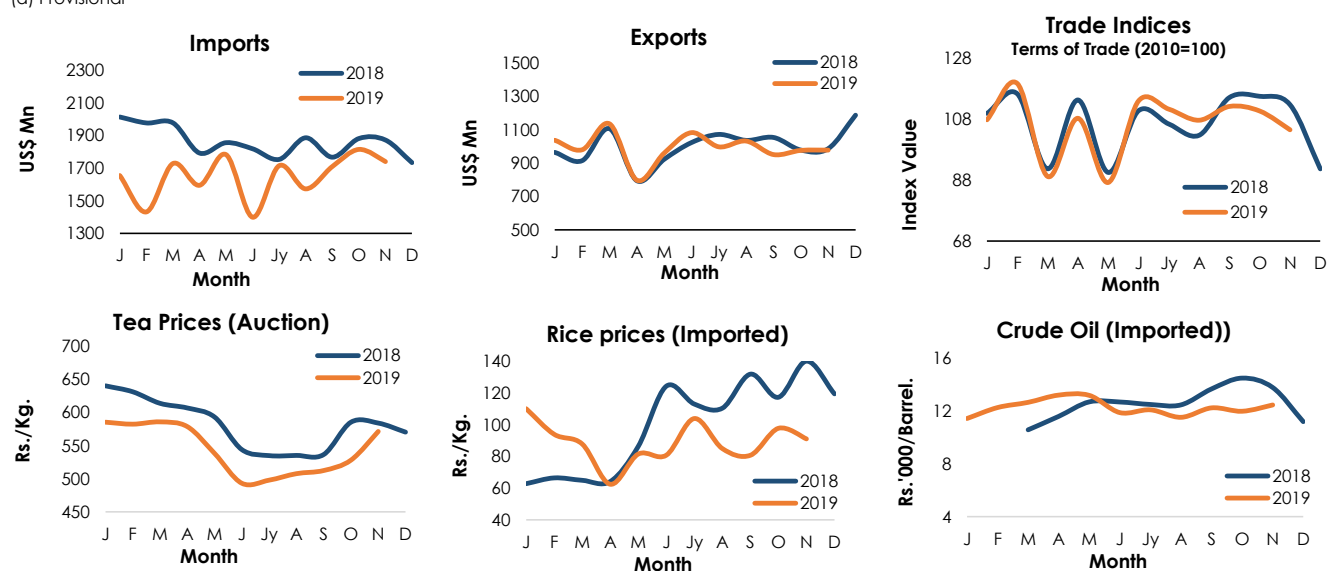 (a) Provisional
Imports
US$ Mn
2300
2100
1900
1700
1500
1300
2018
2019
J F M A M J Jy A S O N D
Month
Exports
US$ Mn
1500
1300
1100
900
700
500
2018
2019
J F M A M J Jy A S O N D
Month
Trade Indices
Terms of Trade (2010=100)
Index Value
128
108
88
68
2018
2019
J F M A M J Jy A S O N D
Month
Tea Prices (Auction)
Rs./Kg.
700
650
600
550
500
450
2018
2019
J F M A M J Jy A S O N D
Month
Rice prices (Imported)
Rs./Kg.
140
120
100
80
60
40
2018
2019
J F M A M J Jy A S O N D
Month
Crude Oil (Imported))
Rs.'000/Barrel.
16
12
8
4
2018
2019
J F M A M J Jy A S O N D
Month